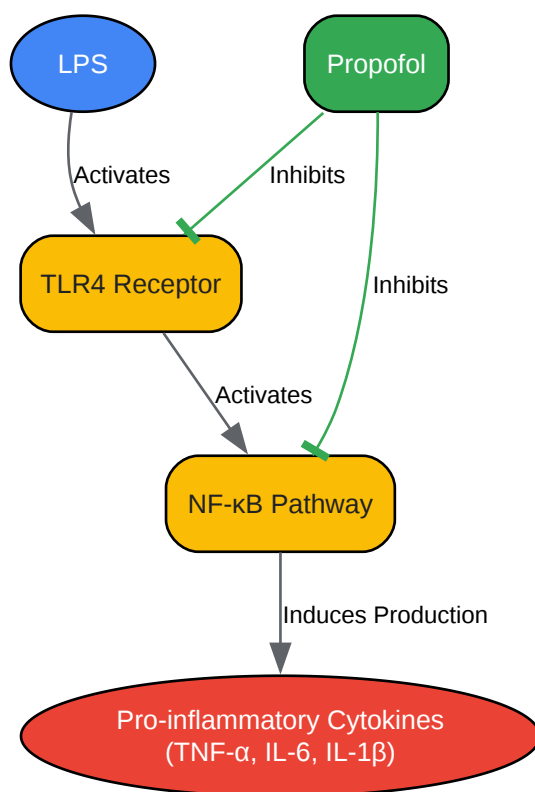 LPS
Propofol
Activates
Inhibits
TLR4 Receptor
Inhibits
Activates
NF-κB Pathway
Induces Production
Pro-inflammatory Cytokines
(TNF-α, IL-6, IL-1β)